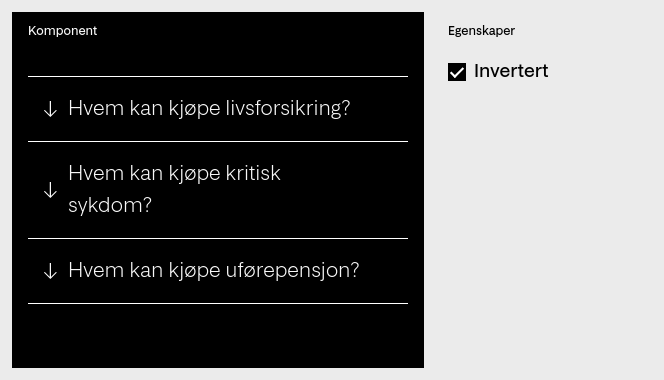 Komponent
Hvem kan kjøpe livsforsikring?
Hvem kan kjøpe kritisk
sykdom?
Hvem kan kjøpe uførepensjon?
Egenskaper
Invertert